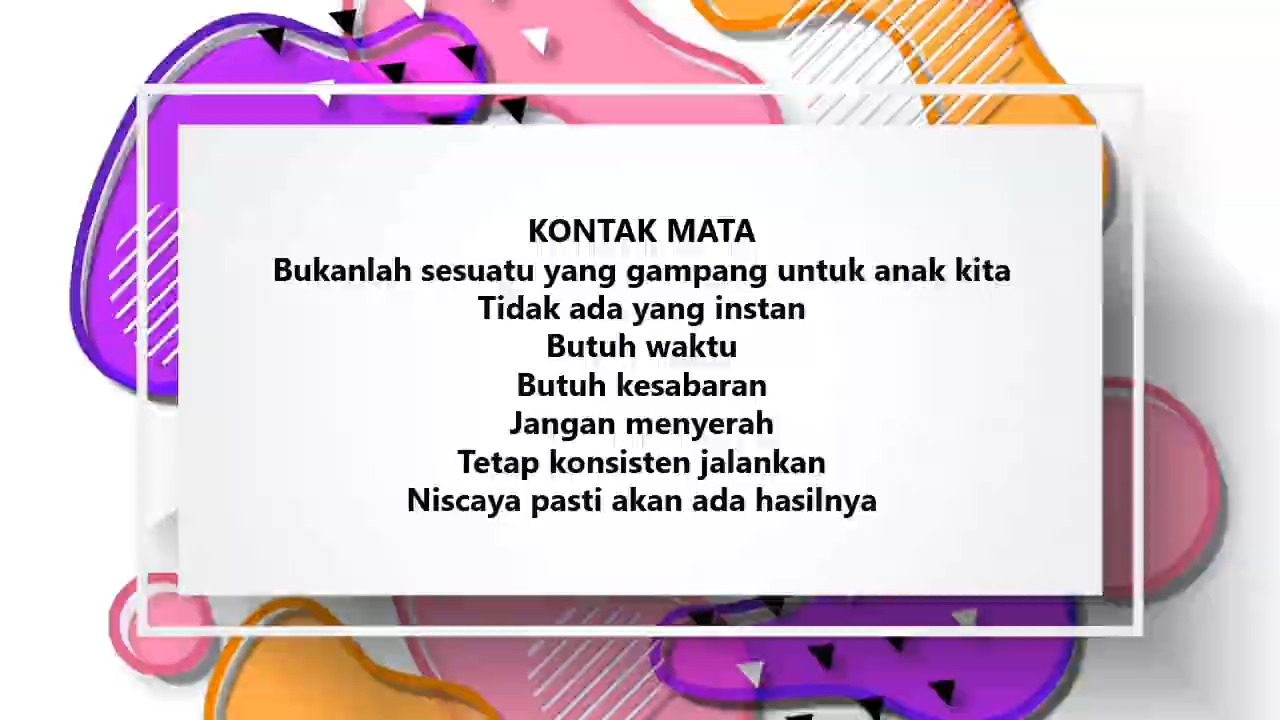 KONTAK MATA
Bukanlah sesuatu yang gampang untuk anak kita
Tidak ada yang instan
Butuh waktu
Butuh kesabaran
Jangan menyerah
Tetap konsisten jalankan
Niscaya pasti akan ada hasilnya